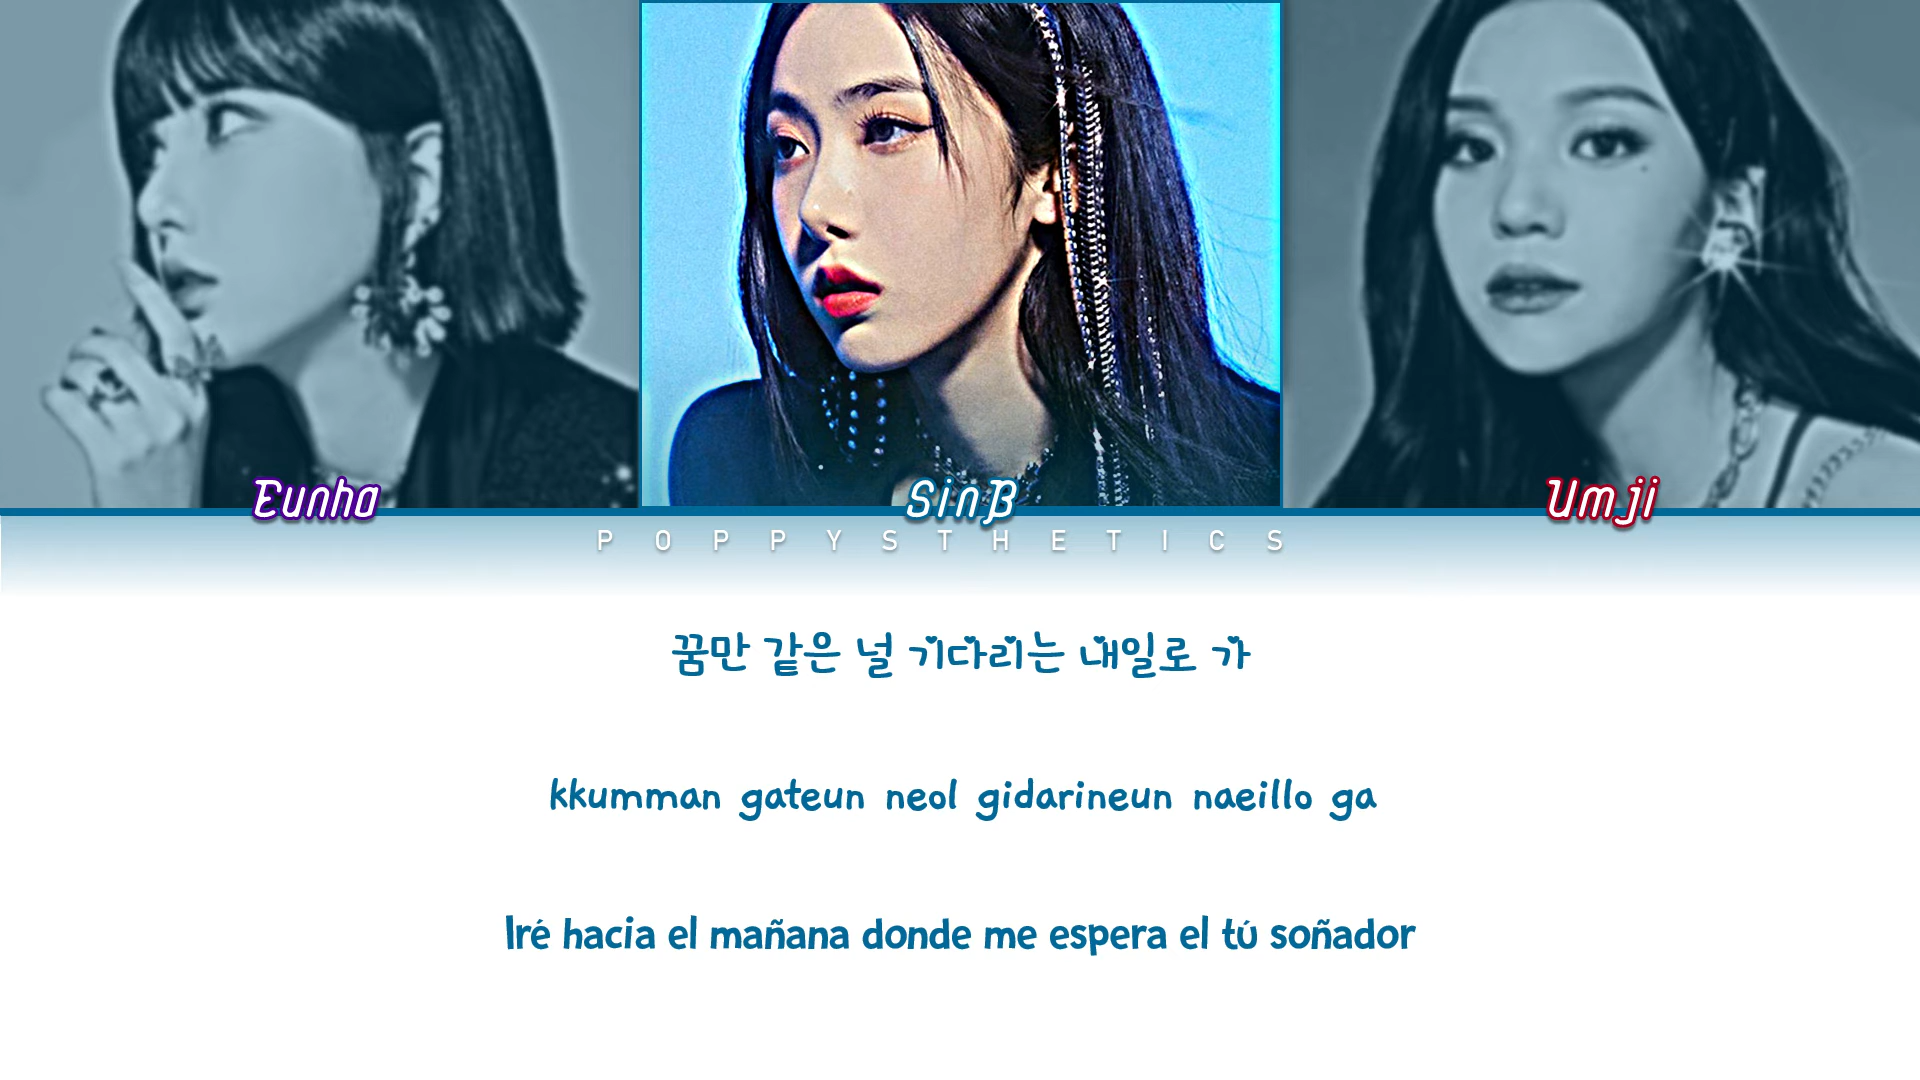 Eunha SinB Umji
POPPYSTHETICS
꿈만 같은 널 기다리는 내일로 가
kkumman gateun neol gidarineun naeillo ga
Iré hacia el mañana donde me espera el tú soñador